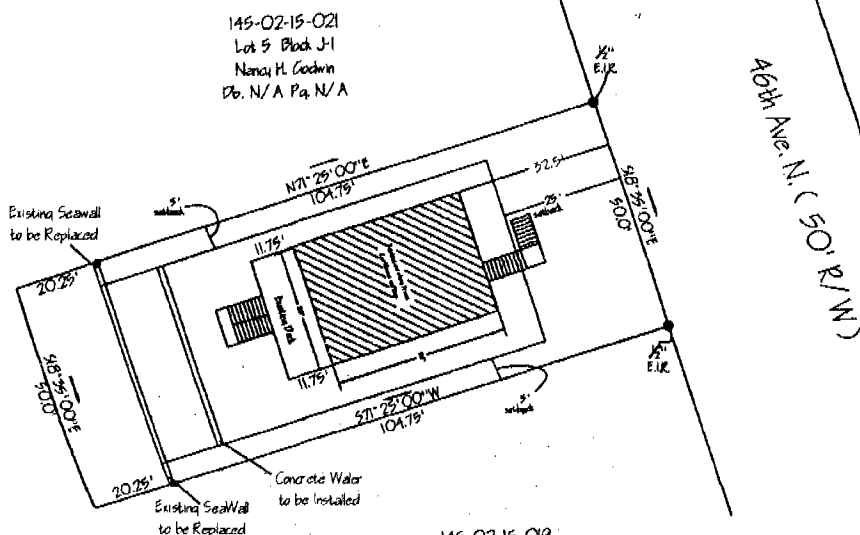 145-02-15-021
Lot 5 Block J-1
Nancy H. Godwin
Db. N/A Pg. N/A
1/2"
E.I.R.
46th Ave. N. ( 50' R/W )
N71°25'00"E
104.75'
32.5'
S18°35'00"E
50.0'
25'
setback
5'
setback
Existing Seawall
to be Replaced
20.25'
11.75'
S18°35'00"E
50.0'
11.75'
1/2"
E.I.R.
S71°25'00"W
104.75'
5'
setback
20.25'
Concrete Waler
to be Installed
Existing SeaWall
to be Replaced
145-02-15-019